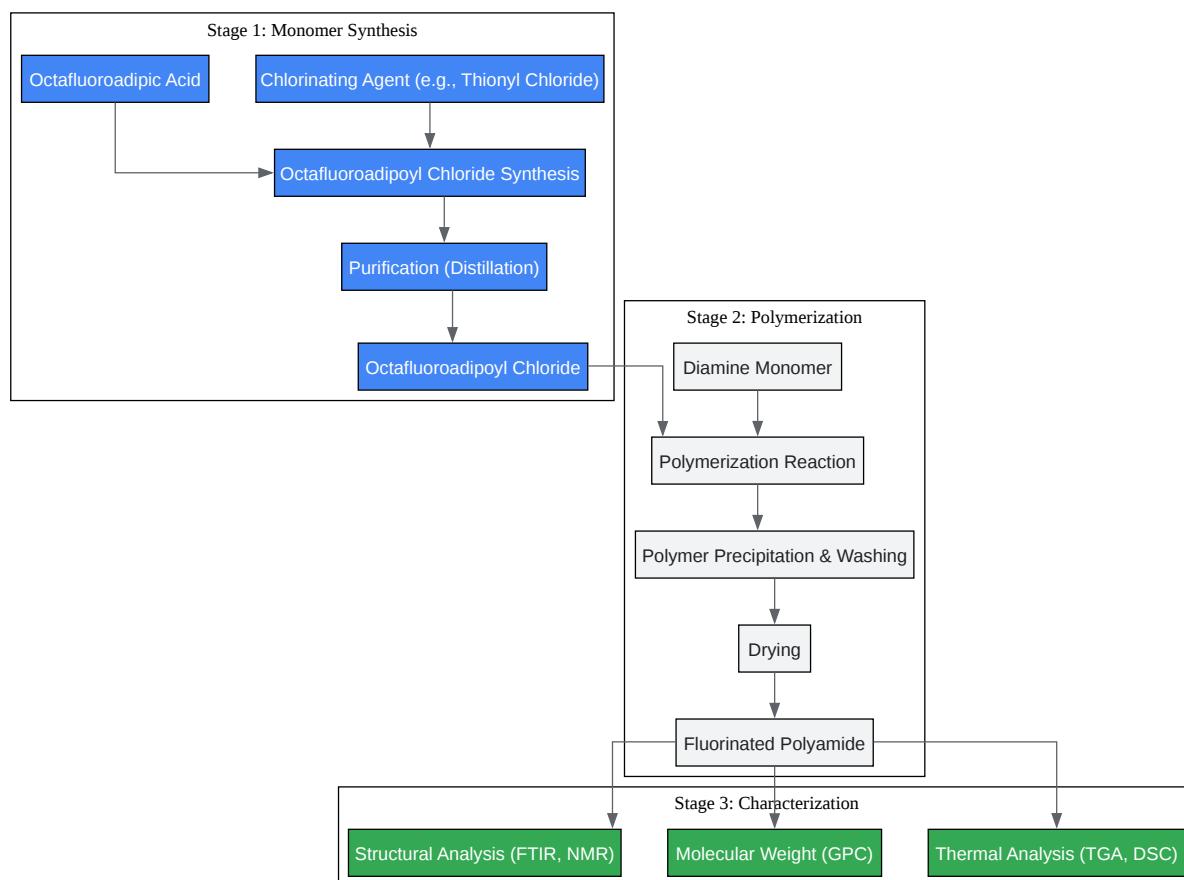 Stage 1: Monomer Synthesis
Octafluoroadipic Acid
Chlorinating Agent (e.g., Thionyl Chloride)
Octafluoroadipoyl Chloride Synthesis
Purification (Distillation)
Octafluoroadipoyl Chloride
Stage 2: Polymerization
Diamine Monomer
Polymerization Reaction
Polymer Precipitation & Washing
Drying
Fluorinated Polyamide
Stage 3: Characterization
Structural Analysis (FTIR, NMR)
Molecular Weight (GPC)
Thermal Analysis (TGA, DSC)